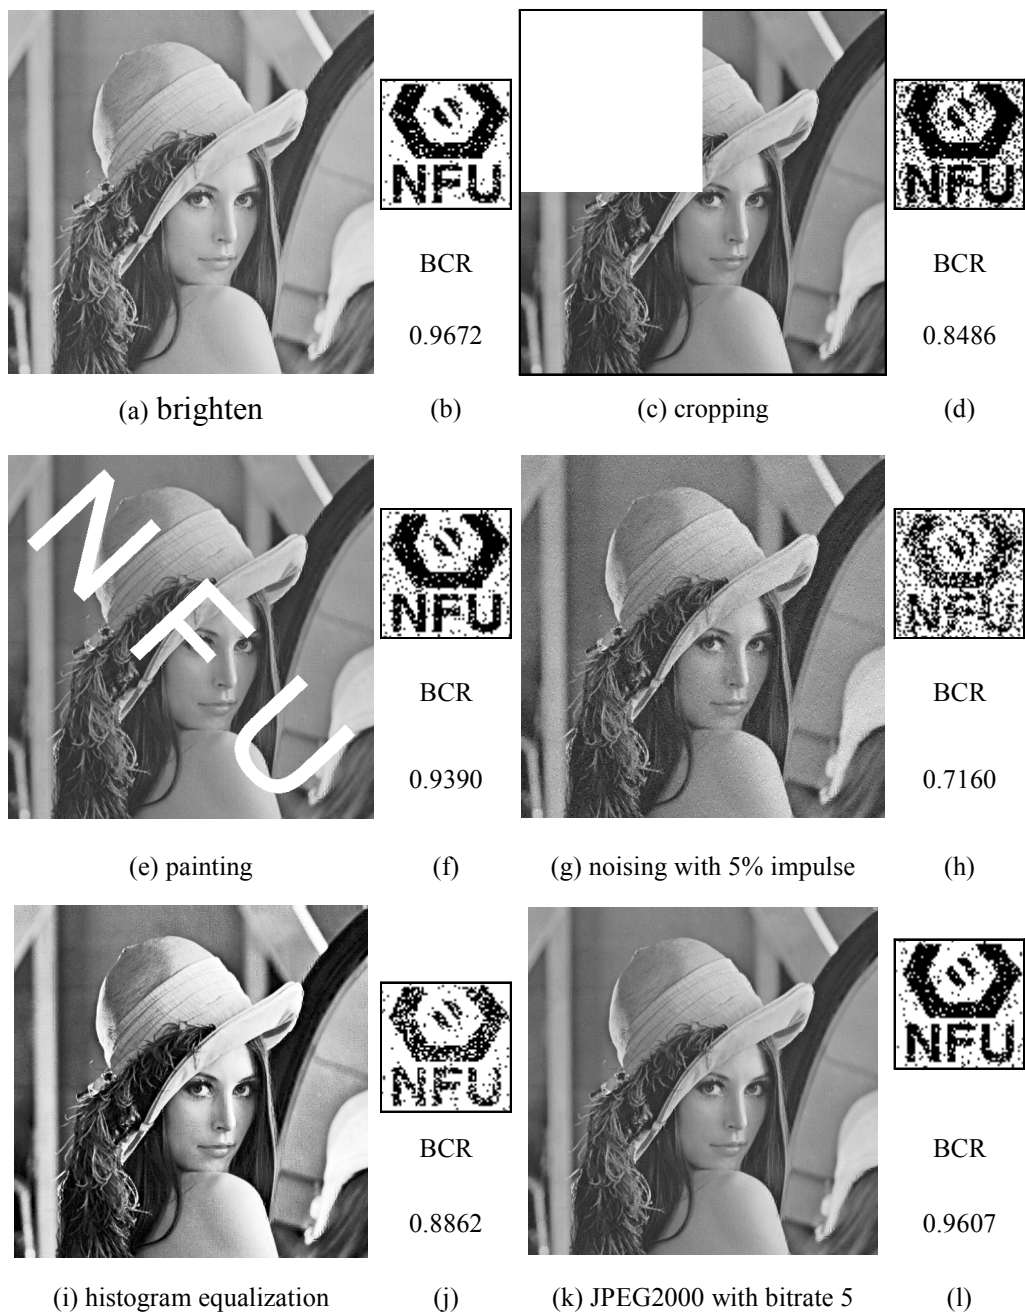 NFU
BCR
0.9672
NFU
BCR
0.8486
(a) brighten
(b)
(c) cropping
(d)
NFU
NFU
BCR
0.9390
NFU
BCR
0.7160
(e) painting
(f)
(g) noising with 5% impulse
(h)
NFU
BCR
0.8862
NFU
BCR
0.9607
(i) histogram equalization
(j)
(k) JPEG2000 with bitrate 5
(l)